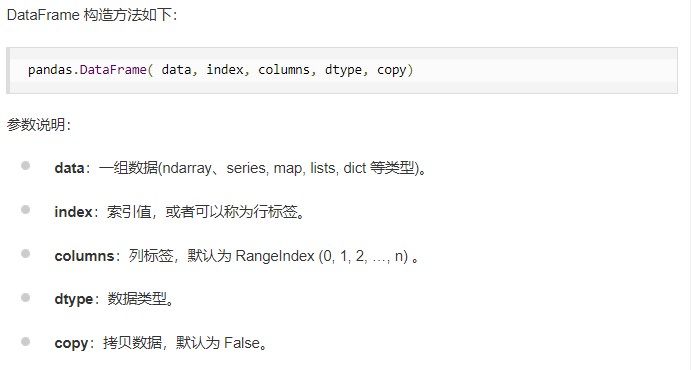 DataFrame 构造方法如下：
pandas.DataFrame( data, index, columns, dtype, copy)
参数说明：
data：一组数据(ndarray、series, map, lists, dict 等类型)。
index：索引值，或者可以称为行标签。
columns：列标签，默认为 RangeIndex (0, 1, 2, …, n) 。
dtype：数据类型。
copy：拷贝数据，默认为 False。